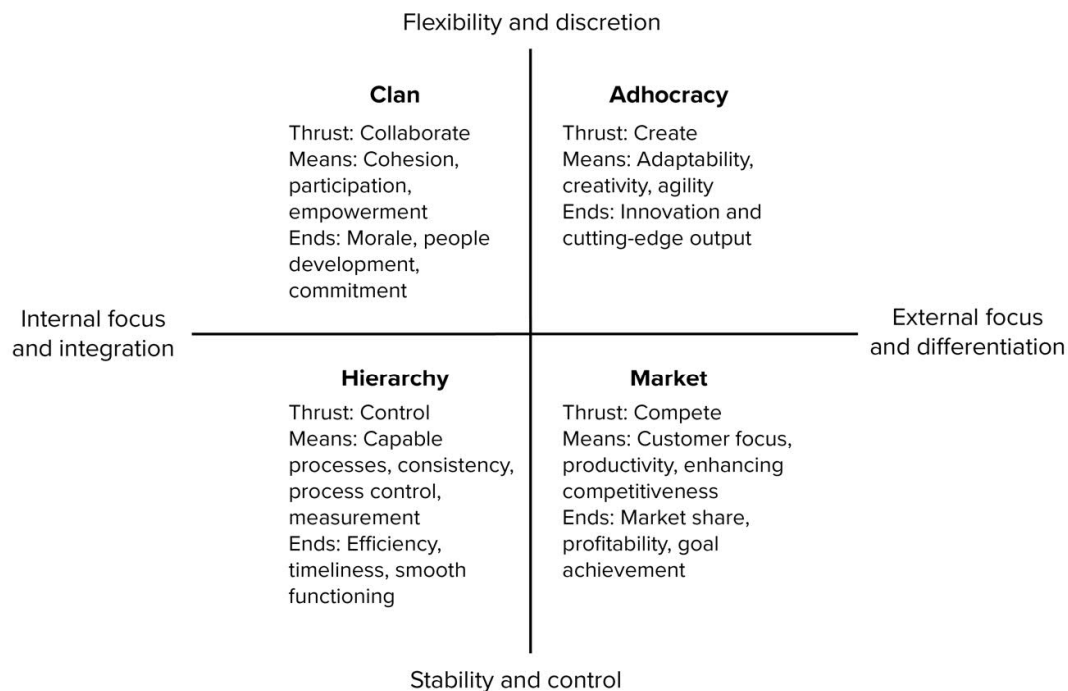 Flexibility and discretion
Clan
Thrust: Collaborate
Means: Cohesion,
participation,
empowerment
Ends: Morale, people
development,
commitment
Adhocracy
Thrust: Create
Means: Adaptability,
creativity, agility
Ends: Innovation and
cutting-edge output
Internal focus
and integration
External focus
and differentiation
Hierarchy
Thrust: Control
Means: Capable
processes, consistency,
process control,
measurement
Ends: Efficiency,
timeliness, smooth
functioning
Market
Thrust: Compete
Means: Customer focus,
productivity, enhancing
competitiveness
Ends: Market share,
profitability, goal
achievement
Stability and control